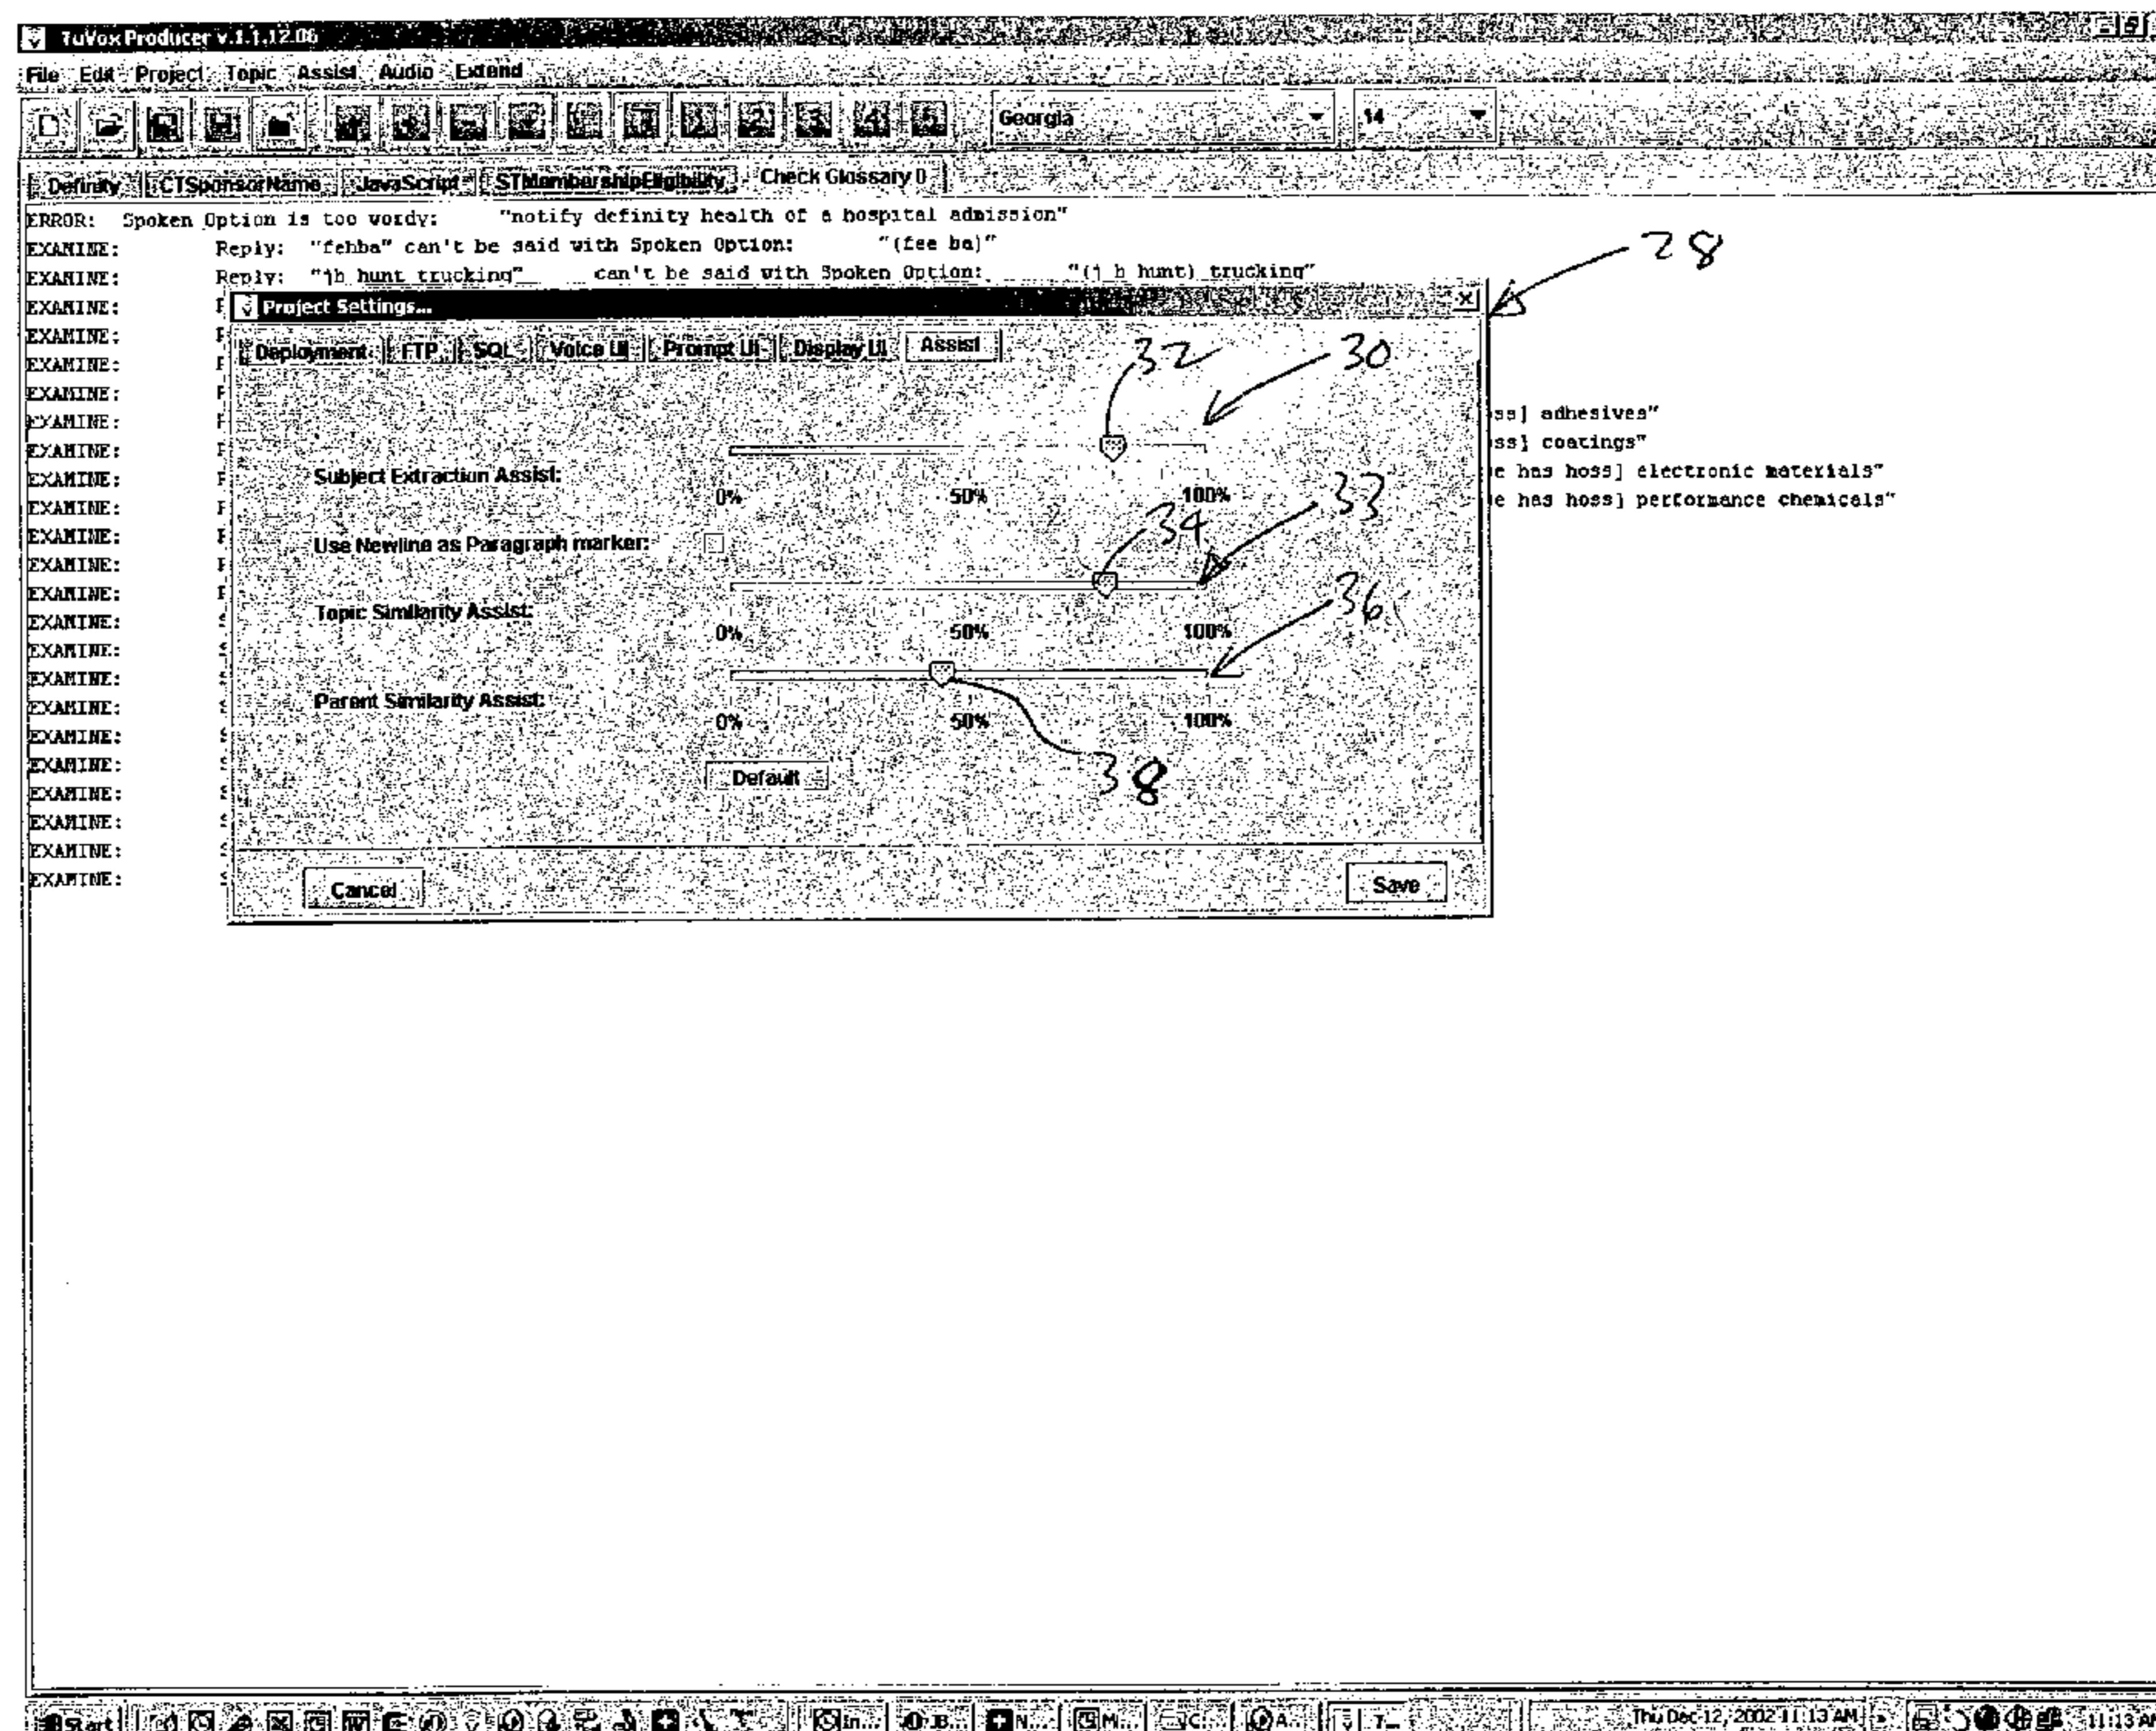 TuVox Producer v.1.1.12.06
File Edit Project Topic Assist Audio Extend
Georgia 14
Definity CTSponsorName JavaScript STMembershipEligibility Check Glossary 0
ERROR: Spoken Option is too wordy: "notify definity health of a hospital admission"
EXAMINE: Reply: "fehba" can't be said with Spoken Option: "(fee ba)"
EXAMINE: Reply: "jb hunt trucking" can't be said with Spoken Option: "(j b hunt) trucking"
28
EXAMINE:
Project Settings...
EXAMINE:
Deployment FTP SQL Voice UI Prompt UI Display UI Assist
32 30
EXAMINE:
EXAMINE:
EXAMINE: ss] adhesives"
EXAMINE: ss] coatings"
EXAMINE: e has hoss] electronic materials"
Subject Extraction Assist:
0% 50% 100% 33
EXAMINE: e has hoss] performance chemicals"
34
EXAMINE:
Use Newline as Paragraph marker:
EXAMINE:
EXAMINE:
36
EXAMINE:
Topic Similarity Assist:
0% 50% 100%
EXAMINE:
EXAMINE:
EXAMINE:
Parent Similarity Assist:
0% 50% 100%
EXAMINE:
EXAMINE:
38
Default
EXAMINE:
EXAMINE:
EXAMINE:
EXAMINE:
Cancel Save
Start In... JB... N... M... C... A... T... Thu Dec 12, 2002 11:13 AM 11:13 AM